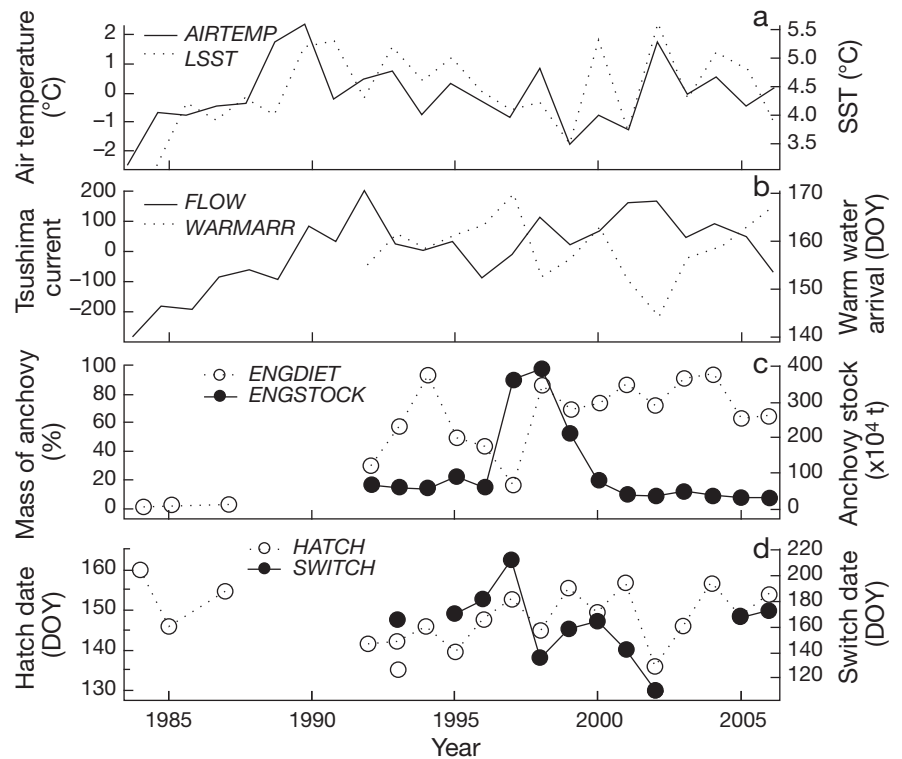 a
AIRTEMP
LSST
Air temperature
(°C)
2
1
0
−1
−2
5.5
5.0
4.5
4.0
3.5
SST (°C)
b
FLOW
WARMARR
Tsushima
current
200
100
0
−100
−200
170
160
150
140
Warm water
arrival (DOY)
c
ENGDIET
ENGSTOCK
Mass of anchovy
(%)
100
80
60
40
20
0
400
300
200
100
0
Anchovy stock
(x10⁴ t)
d
HATCH
SWITCH
Hatch date
(DOY)
160
150
140
130
220
200
180
160
140
120
Switch date
(DOY)
1985 1990 1995 2000 2005
Year